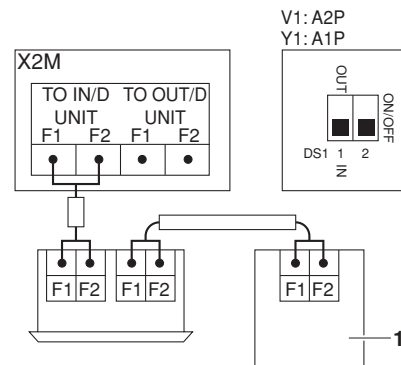 V1: A2P
Y1: A1P
X2M
TO IN/D UNIT
TO OUT/D UNIT
F1 F2 F1 F2
OUT
ON/OFF
DS1 1 2
IN
F1 F2 F1 F2 F1 F2
1